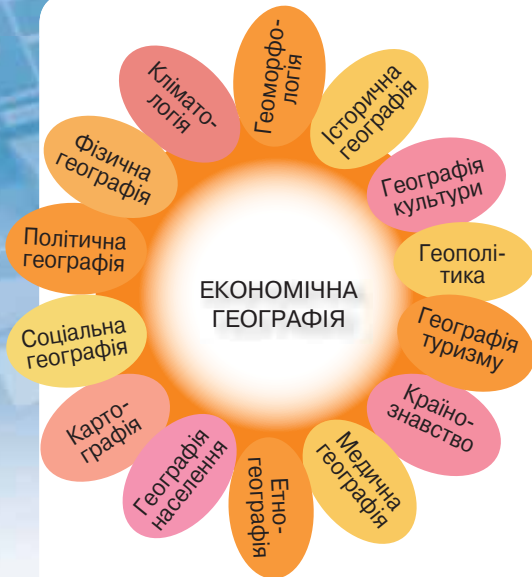 Геоморфо-
логія
Історична
географія
Географія
культури
Геополі-
тика
Географія
туризму
Країно-
знавство
Медична
географія
Етно-
географія
Географія
населення
Карто-
графія
Соціальна
географія
Політична
географія
Фізична
географія
Клімато-
логія
ЕКОНОМІЧНА
ГЕОГРАФІЯ